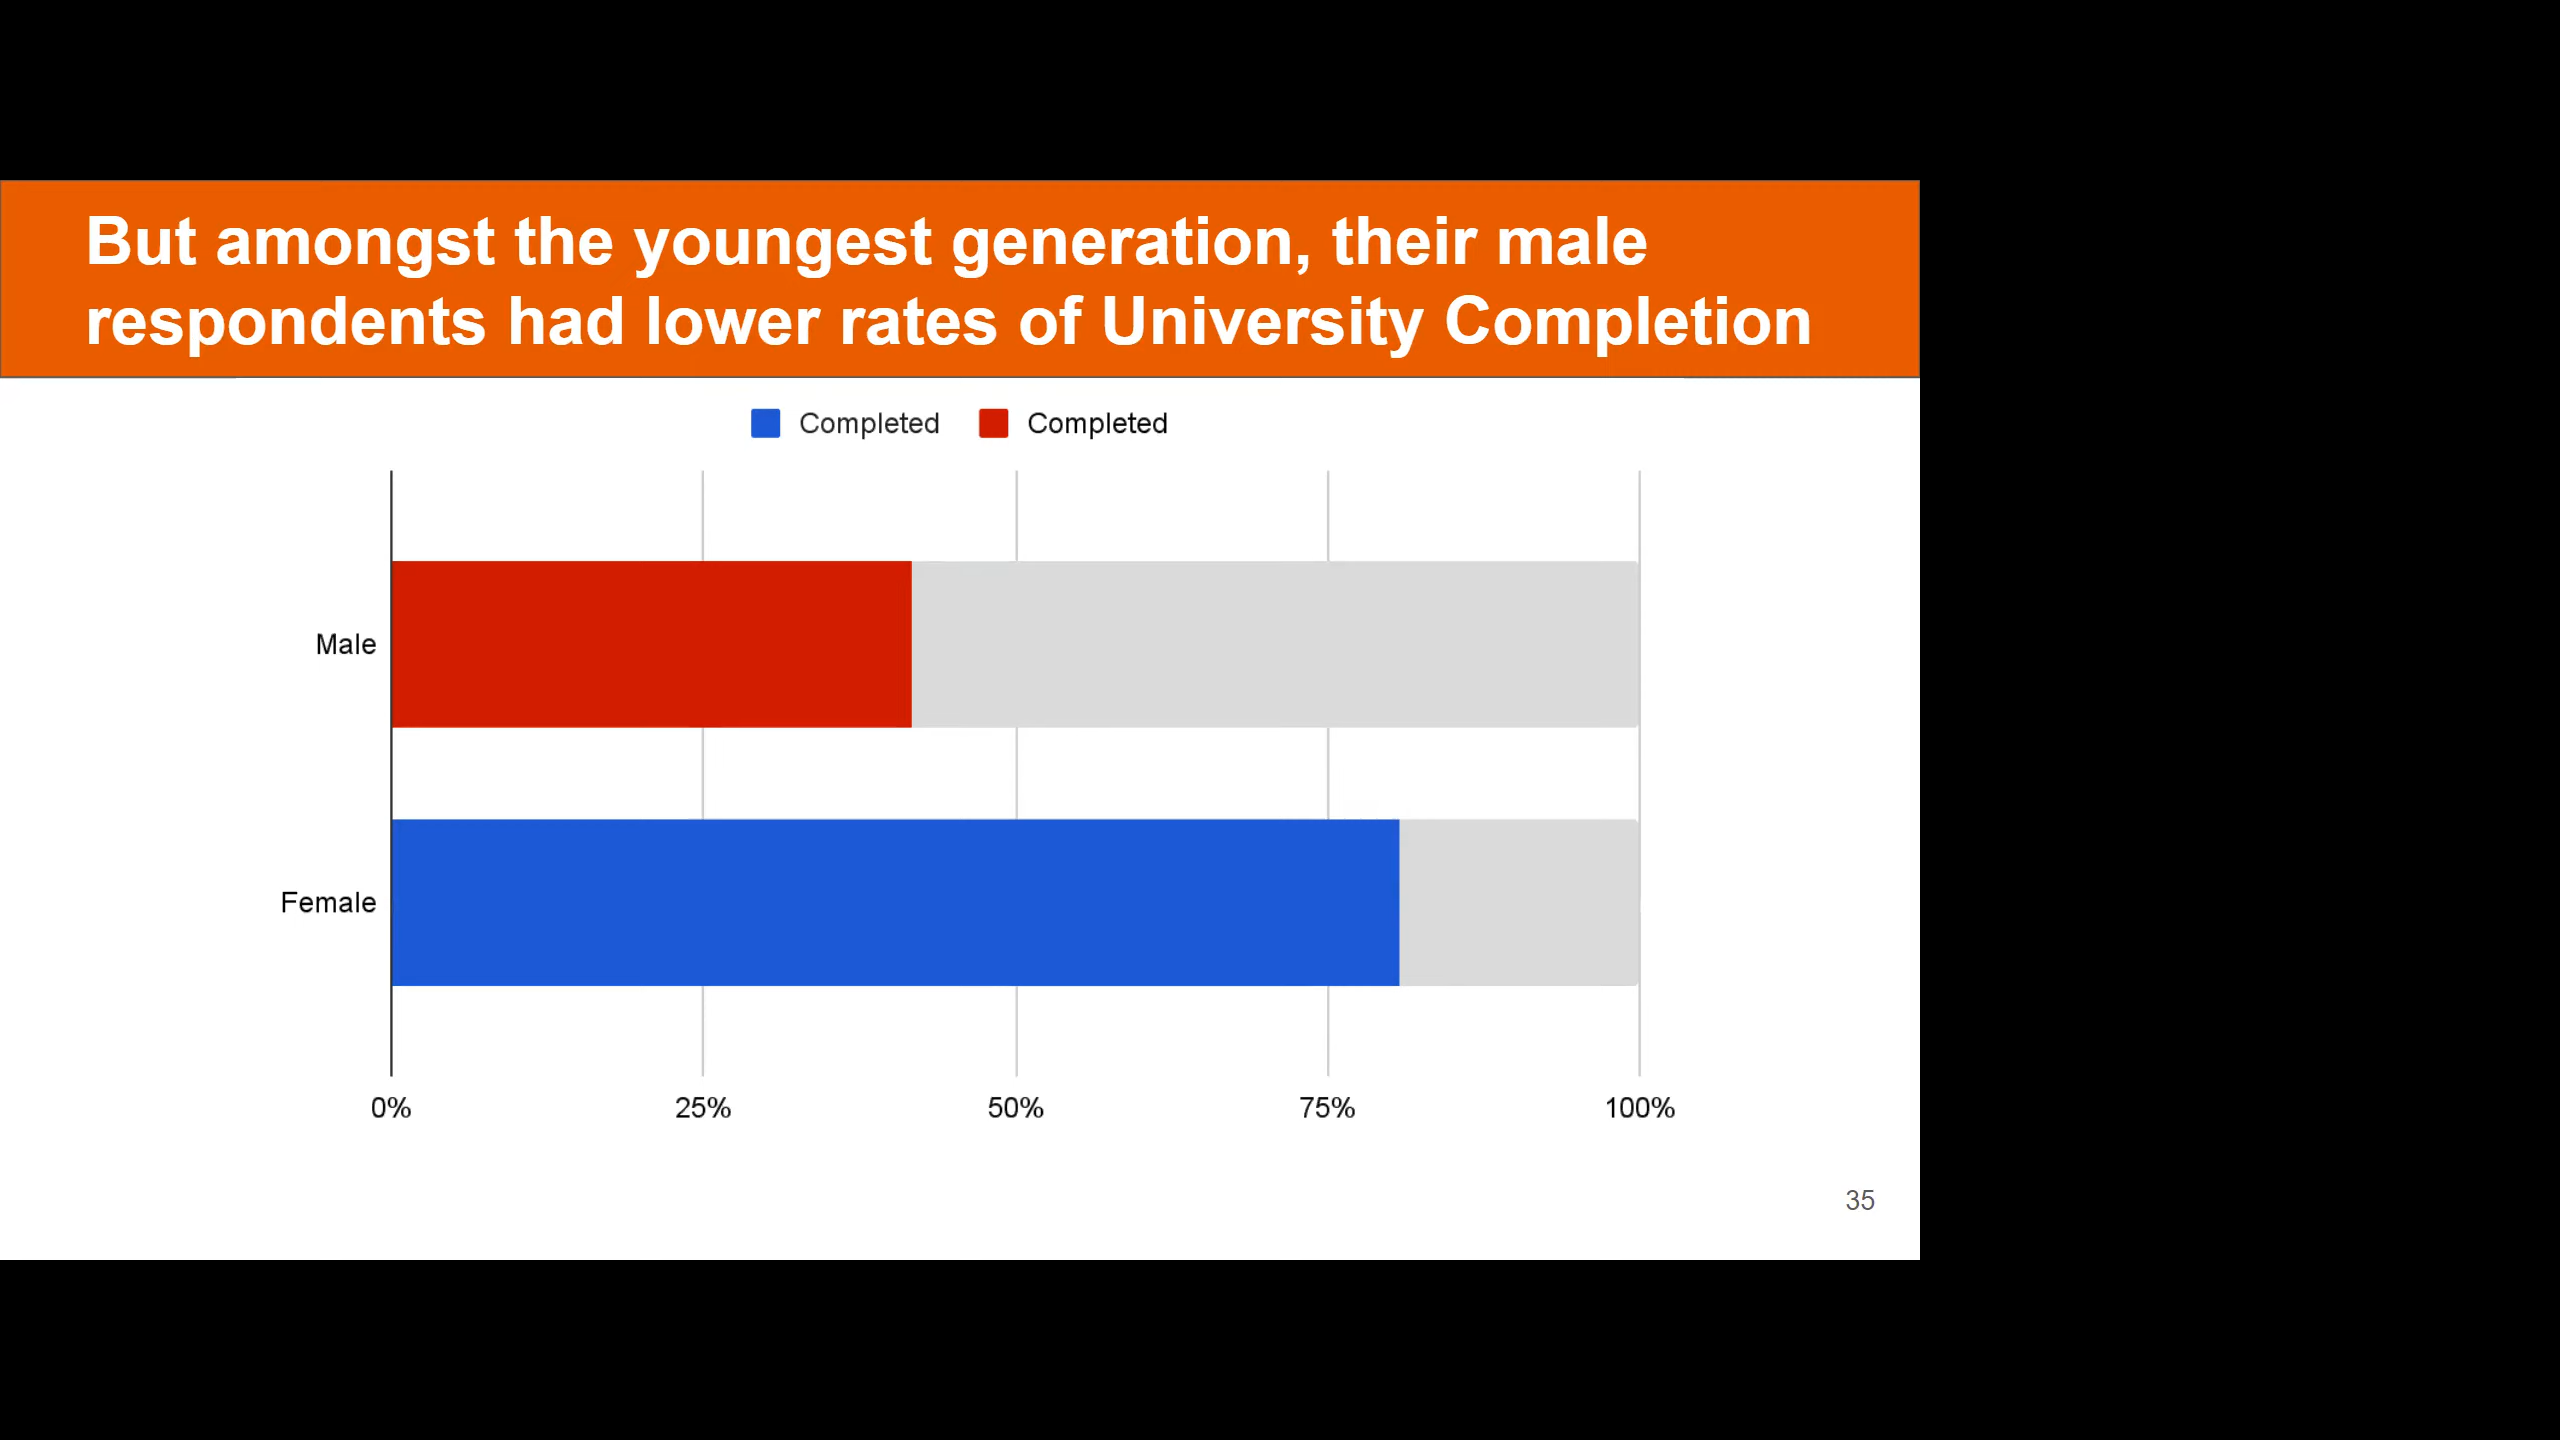 But amongst the youngest generation, their male
respondents had lower rates of University Completion
Completed Completed
Male
Female
0% 25% 50% 75% 100%
35